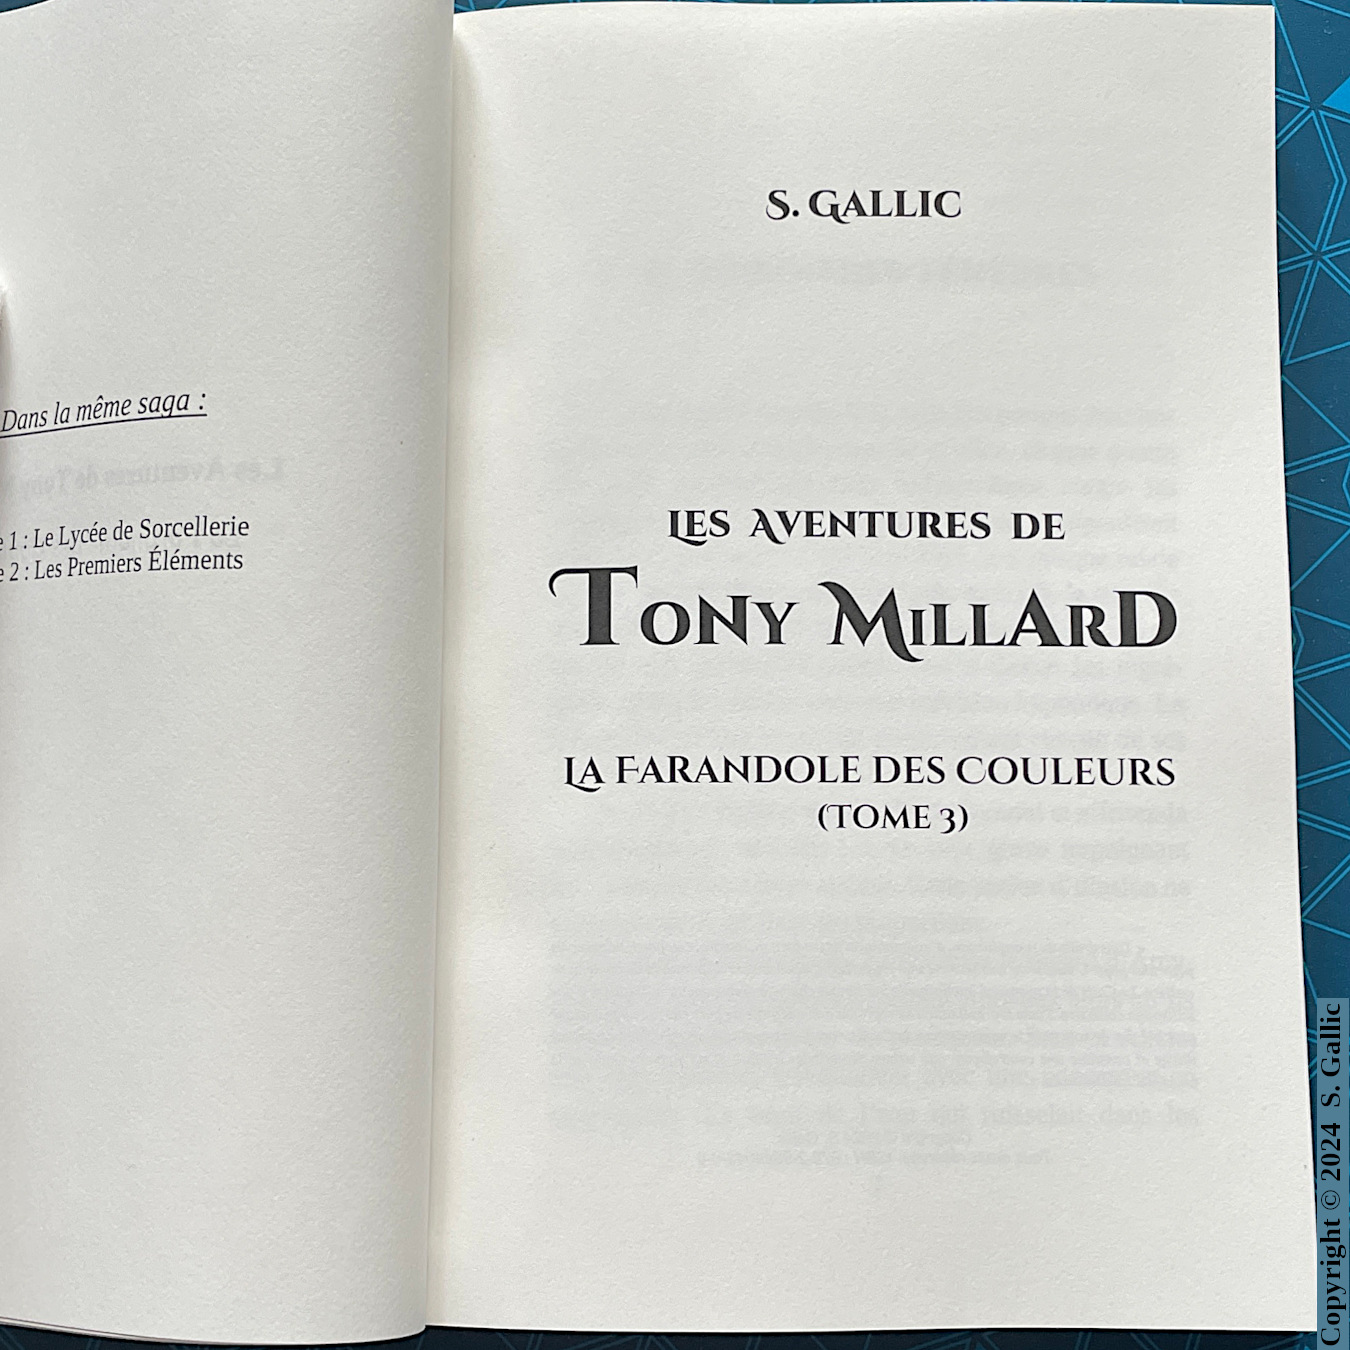 Dans la même saga :
1 : Le Lycée de Sorcellerie
2 : Les Premiers Éléments
S. Gallic
Les Aventures de
Tony Millard
La Farandole des Couleurs
(Tome 3)
Copyright © 2024 S. Gallic